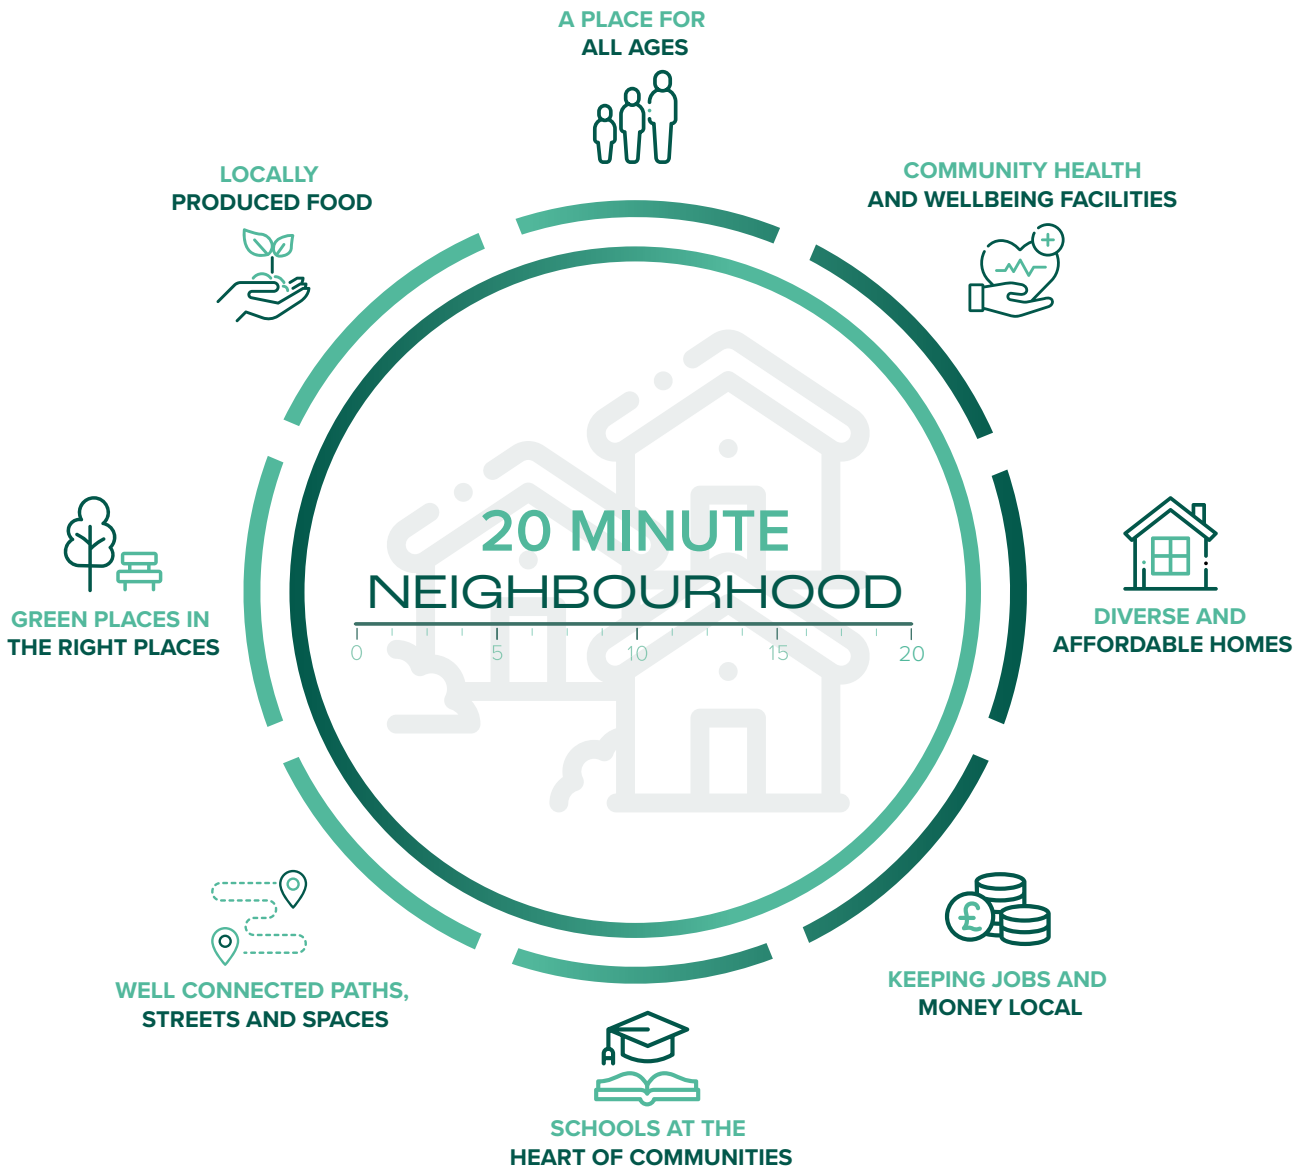 A PLACE FOR
ALL AGES
COMMUNITY HEALTH
AND WELLBEING FACILITIES
LOCALLY
PRODUCED FOOD
20 MINUTE
NEIGHBOURHOOD
0 5 10 15 20
GREEN PLACES IN
THE RIGHT PLACES
DIVERSE AND
AFFORDABLE HOMES
WELL CONNECTED PATHS,
STREETS AND SPACES
£
KEEPING JOBS AND
MONEY LOCAL
SCHOOLS AT THE
HEART OF COMMUNITIES